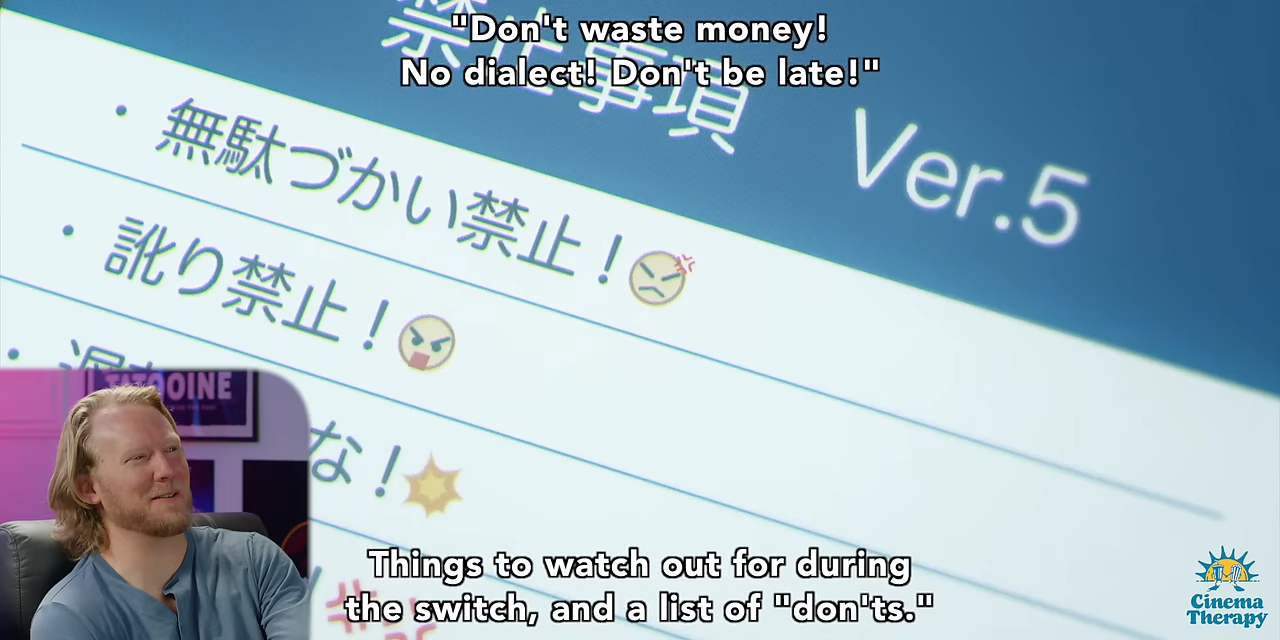 "Don't waste money!
No dialect! Don't be late!"
禁止事項 Ver.5
・無駄づかい禁止！
・訛り禁止！
な！
TATOOINE
Things to watch out for during
the switch, and a list of "don'ts."
Cinema
Therapy